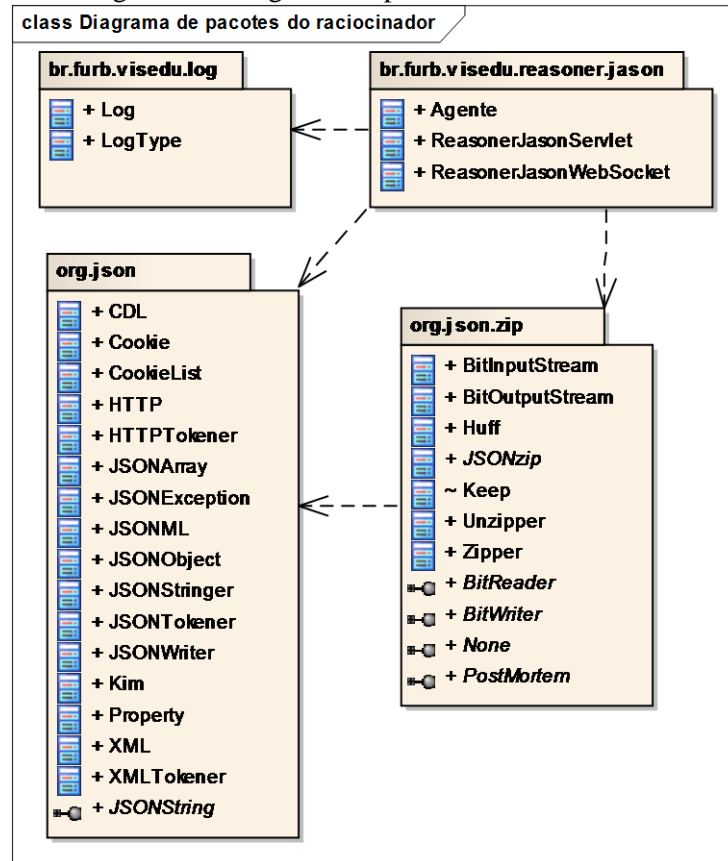 class Diagrama de pacotes do raciocinador
br.furb.visedu.log
+ Log
+ LogType
br.furb.visedu.reasoner.jason
+ Agente
+ ReasonerJasonServlet
+ ReasonerJasonWebSocket
org.json
+ CDL
+ Cookie
+ CookieList
+ HTTP
+ HTTPTokener
+ JSONArray
+ JSONException
+ JSONML
+ JSONObject
+ JSONStringer
+ JSONTokener
+ JSONWriter
+ Kim
+ Property
+ XML
+ XMLTokener
+ JSONString
org.json.zip
+ BitInputStream
+ BitOutputStream
+ Huff
+ JSONzip
~ Keep
+ Unzipper
+ Zipper
+ BitReader
+ BitWriter
+ None
+ PostMortem